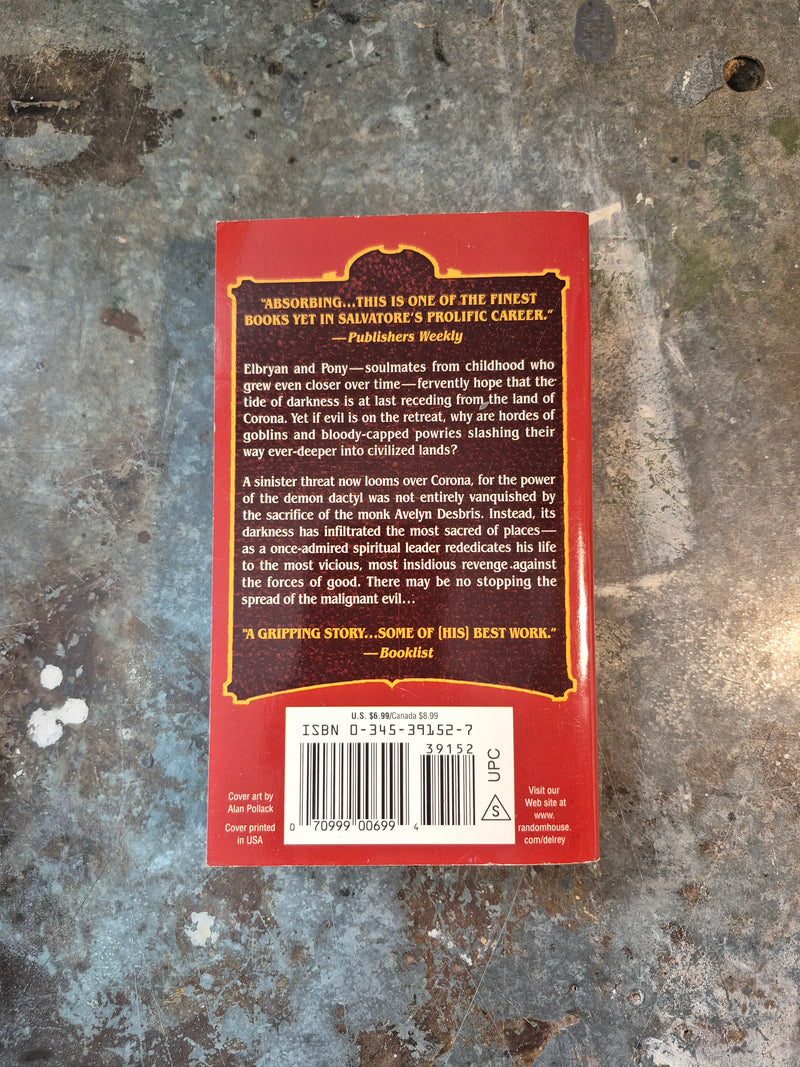 "ABSORBING...THIS IS ONE OF THE FINEST
BOOKS YET IN SALVATORE'S PROLIFIC CAREER."
—Publishers Weekly
Elbryan and Pony—soulmates from childhood who
grew even closer over time—fervently hope that the
tide of darkness is at last receding from the land of
Corona. Yet if evil is on the retreat, why are hordes of
goblins and bloody-capped powries slashing their
way ever-deeper into civilized lands?
A sinister threat now looms over Corona, for the power
of the demon dactyl was not entirely vanquished by
the sacrifice of the monk Avelyn Desbris. Instead, its
darkness has infiltrated the most sacred of places—
as a once-admired spiritual leader rededicates his life
to the most vicious, most insidious revenge against
the forces of good. There may be no stopping the
spread of the malignant evil...
"A GRIPPING STORY...SOME OF [HIS] BEST WORK."
—Booklist
U.S. $6.99/Canada $8.99
ISBN 0-345-39152-7
39152
UPC
S
0 70999 00699 4
Cover art by
Alan Pollack
Cover printed
in USA
Visit our
Web site at
www.
randomhouse.
com/delrey